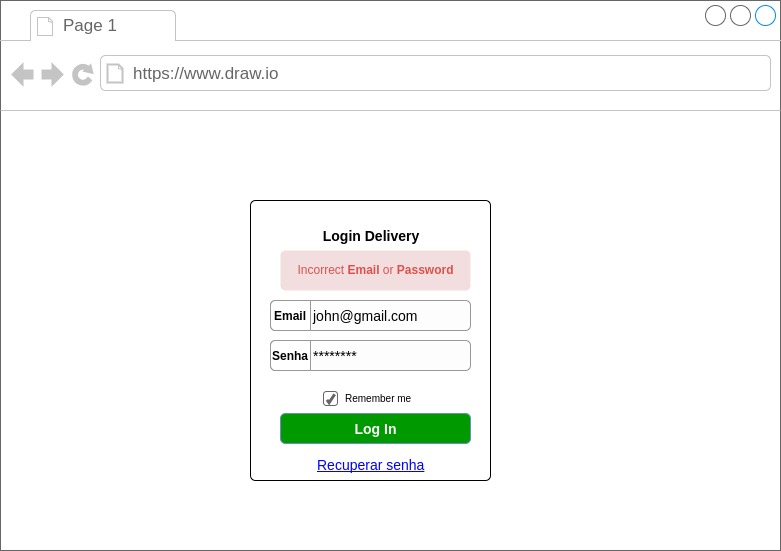 Page 1
https://www.draw.io
Login Delivery
Incorrect Email or Password
Email john@gmail.com
Senha ********
Remember me
Log In
Recuperar senha